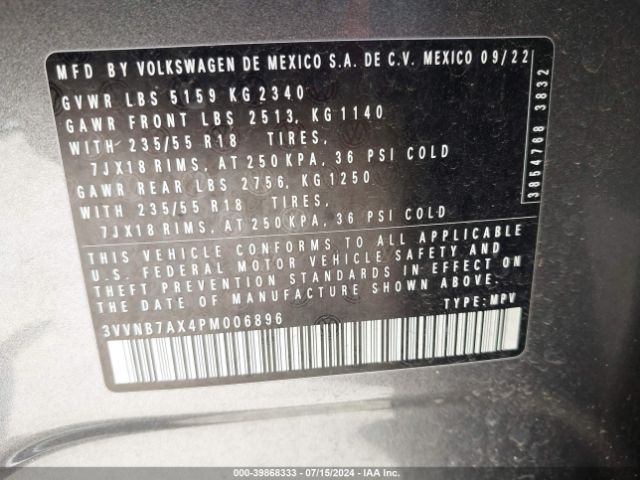 MFD BY VOLKSWAGEN DE MEXICO S.A. DE C.V. MEXICO 09/22
GVWR LBS 5159 KG 2340
GAWR FRONT LBS 2513, KG 1140
WITH 235/55 R18 TIRES,
7JX18 RIMS, AT 250 KPA, 36 PSI COLD
GAWR REAR LBS 2756, KG 1250
WITH 235/55 R18 TIRES,
7JX18 RIMS, AT 250 KPA, 36 PSI COLD
THIS VEHICLE CONFORMS TO ALL APPLICABLE
U.S. FEDERAL MOTOR VEHICLE SAFETY AND
THEFT PREVENTION STANDARDS IN EFFECT ON
THE DATE OF MANUFACTURE SHOWN ABOVE.
3VVNB7AX4PM006896 TYPE: MPV
3854768 3832
000-39868333 - 07/15/2024 - IAA Inc.